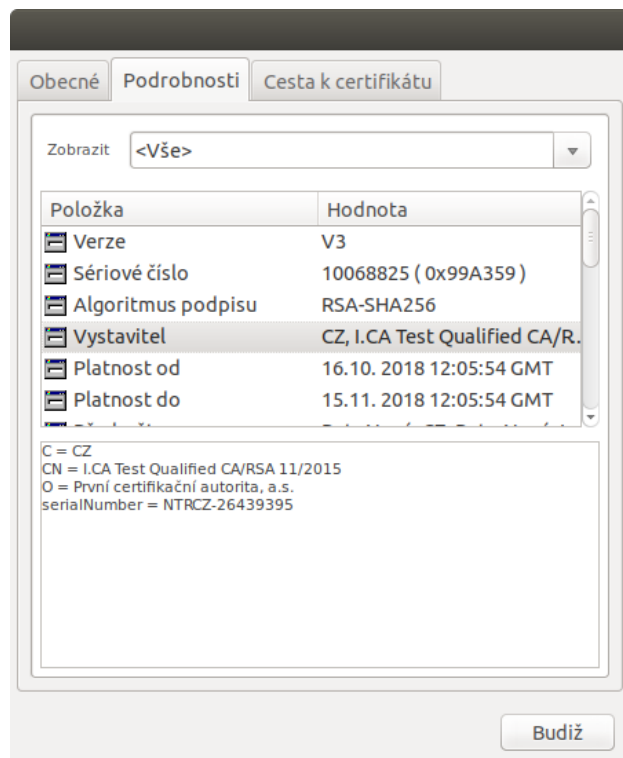 Obecné Podrobnosti Cesta k certifikátu
Zobrazit <Vše>
Položka Hodnota
Verze V3
Sériové číslo 10068825 ( 0x99A359 )
Algoritmus podpisu RSA-SHA256
Vystavitel CZ, I.CA Test Qualified CA/R.
Platnost od 16.10. 2018 12:05:54 GMT
Platnost do 15.11. 2018 12:05:54 GMT
C = CZ
CN = I.CA Test Qualified CA/RSA 11/2015
O = První certifikační autorita, a.s.
serialNumber = NTRCZ-26439395
Budiž